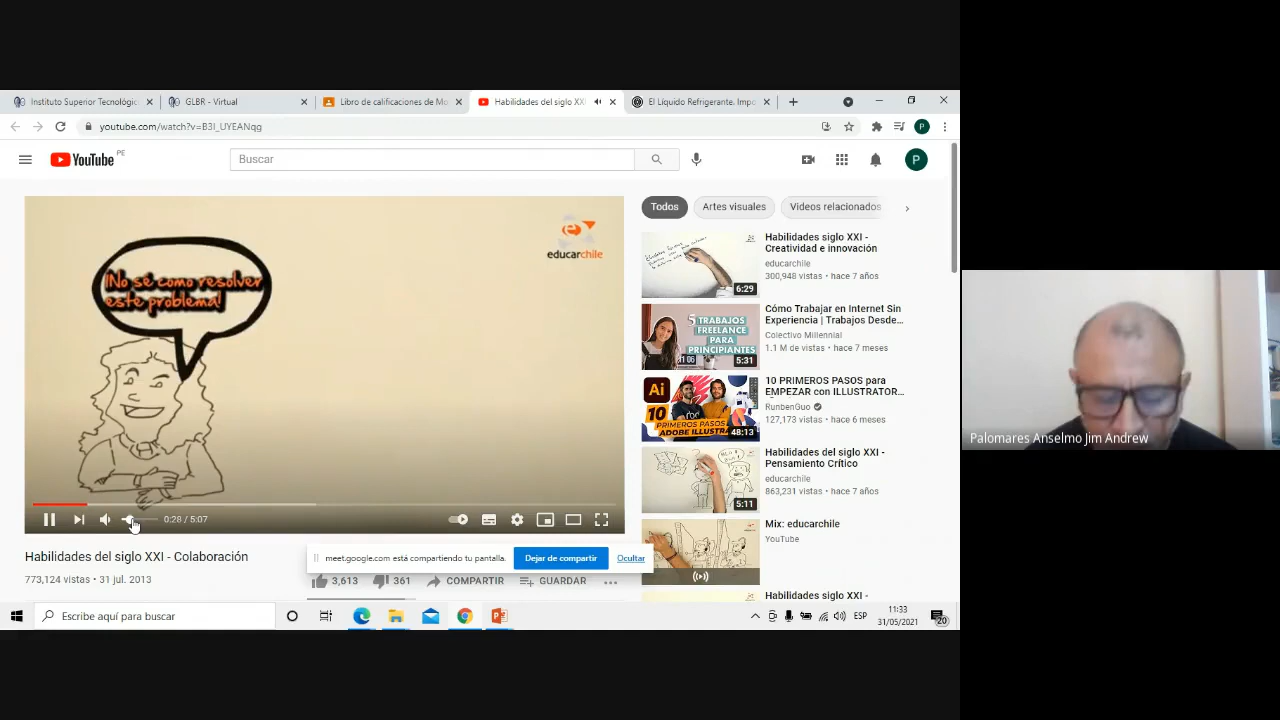 Instituto Superior Tecnológic
GLBR - Virtual
Libro de calificaciones de Mo
Habilidades del siglo XX
El Líquido Refrigerante. Impo
youtube.com/watch?v=B3l_UYEANqg
P
YouTube PE
Buscar
P
¡No sé como resolver
este problema!
educarchile
0:28 / 5:07
Habilidades del siglo XXI - Colaboración
773,124 vistas • 31 jul. 2013
meet.google.com está compartiendo tu pantalla.
Dejar de compartir
Ocultar
3,613
361
COMPARTIR
GUARDAR
Todos
Artes visuales
Videos relacionados
6:29
Habilidades siglo XXI -
Creatividad e innovación
educarchile
300,948 vistas • hace 7 años
5 TRABAJOS
FREELANCE
PARA
PRINCIPIANTES
5:31
Cómo Trabajar en Internet Sin
Experiencia | Trabajos Desde...
Colectivo Millennial
1.1 M de vistas • hace 7 meses
Ai
10
PRIMEROS PASOS
ADOBE ILLUSTRA
48:13
10 PRIMEROS PASOS para
EMPEZAR con ILLUSTRATOR...
RunbenGuo
127,173 vistas • hace 6 meses
5:11
Habilidades del siglo XXI -
Pensamiento Crítico
educarchile
863,231 vistas • hace 7 años
Mix: educarchile
YouTube
Habilidades del siglo XXI -
Escribe aquí para buscar
ESP
11:33
31/05/2021
20
Palomares Anselmo Jim Andrew